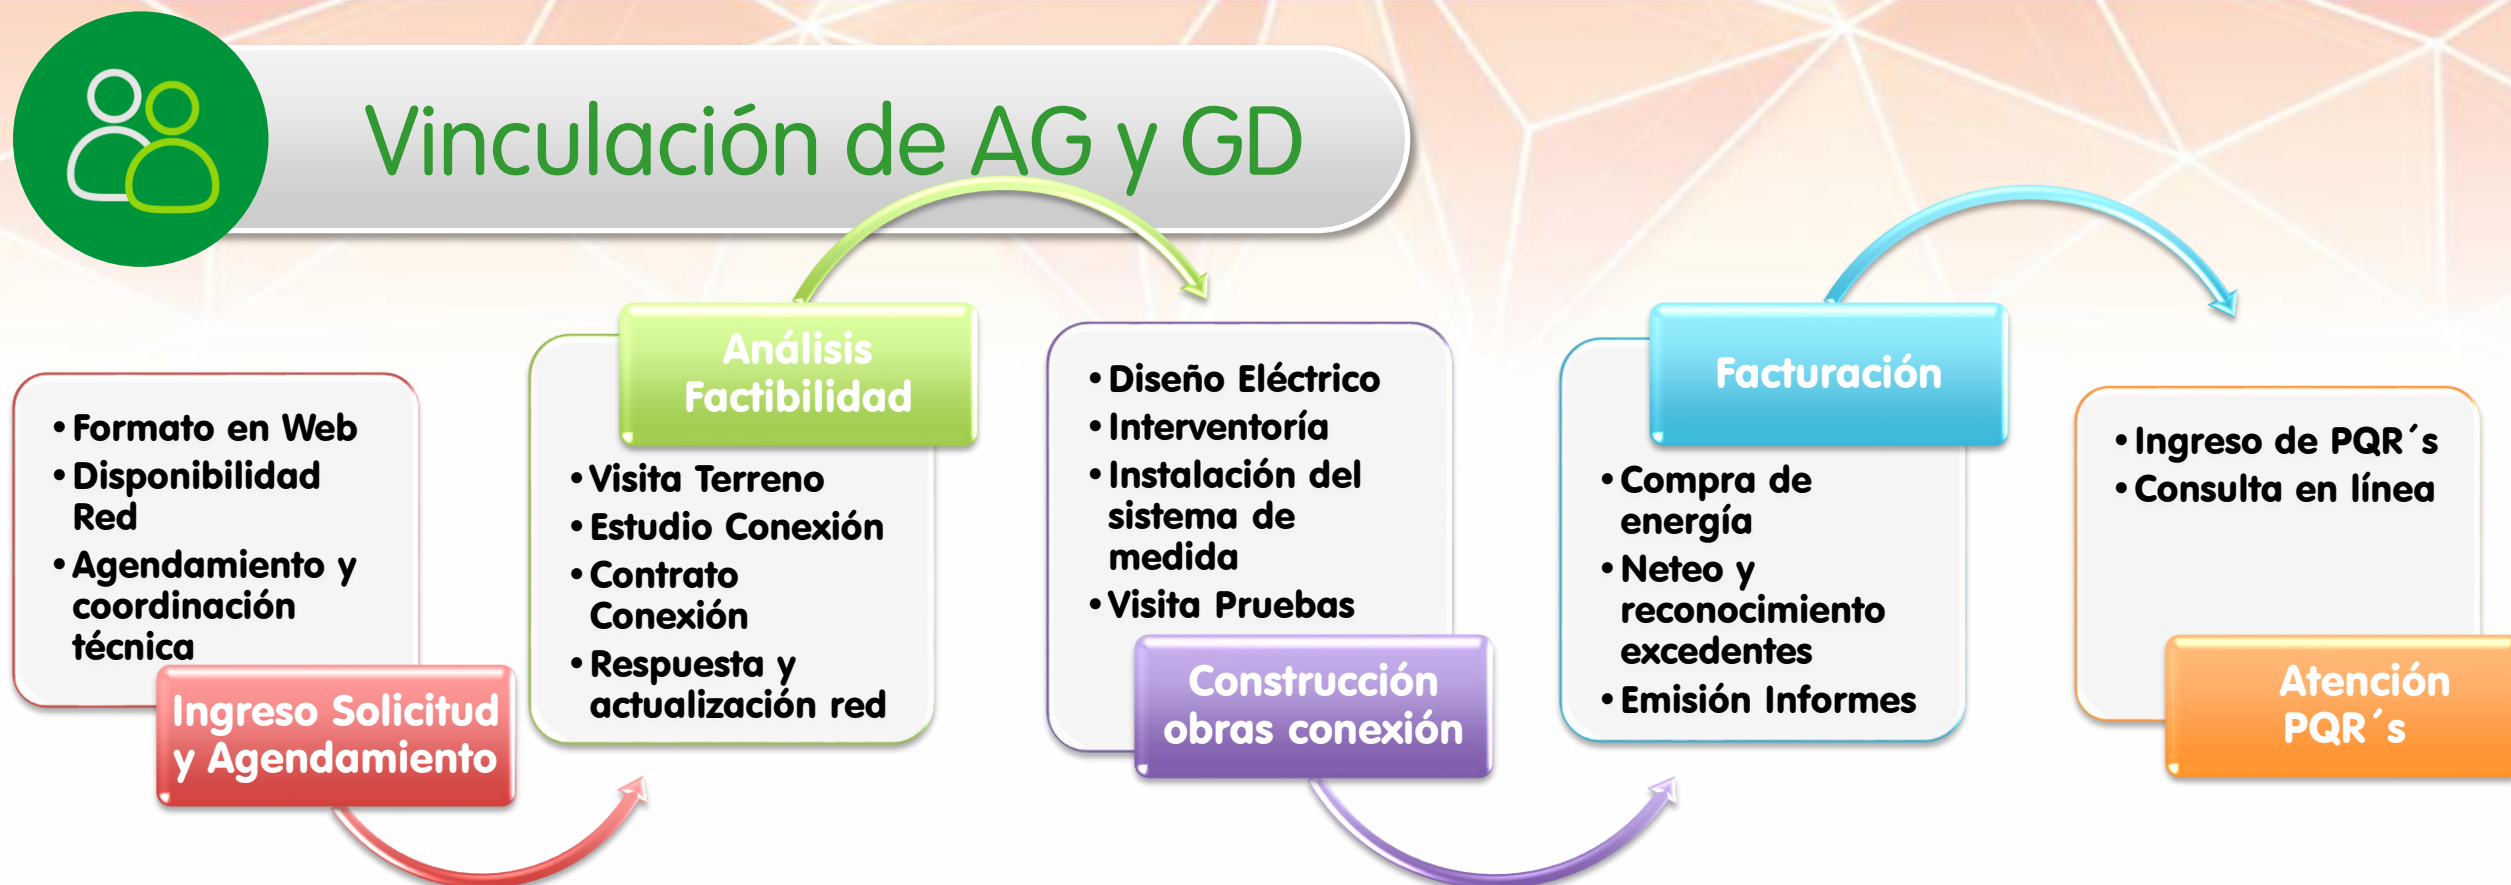 Vinculación de AG y GD
• Formato en Web
• Disponibilidad
Red
• Agendamiento y
coordinación
técnica
Ingreso Solicitud
y Agendamiento
Análisis
Factibilidad
• Visita Terreno
• Estudio Conexión
• Contrato
Conexión
• Respuesta y
actualización red
• Diseño Eléctrico
• Interventoría
• Instalación del
sistema de
medida
• Visita Pruebas
Construcción
obras conexión
Facturación
• Compra de
energía
• Neteo y
reconocimiento
excedentes
• Emisión Informes
• Ingreso de PQR´s
• Consulta en línea
Atención
PQR´s